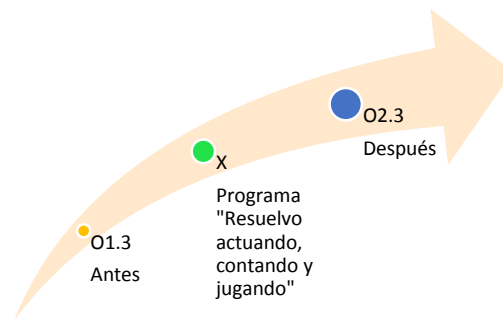 O1.3
Antes
X
Programa
"Resuelvo
actuando,
contando y
jugando"
O2.3
Después